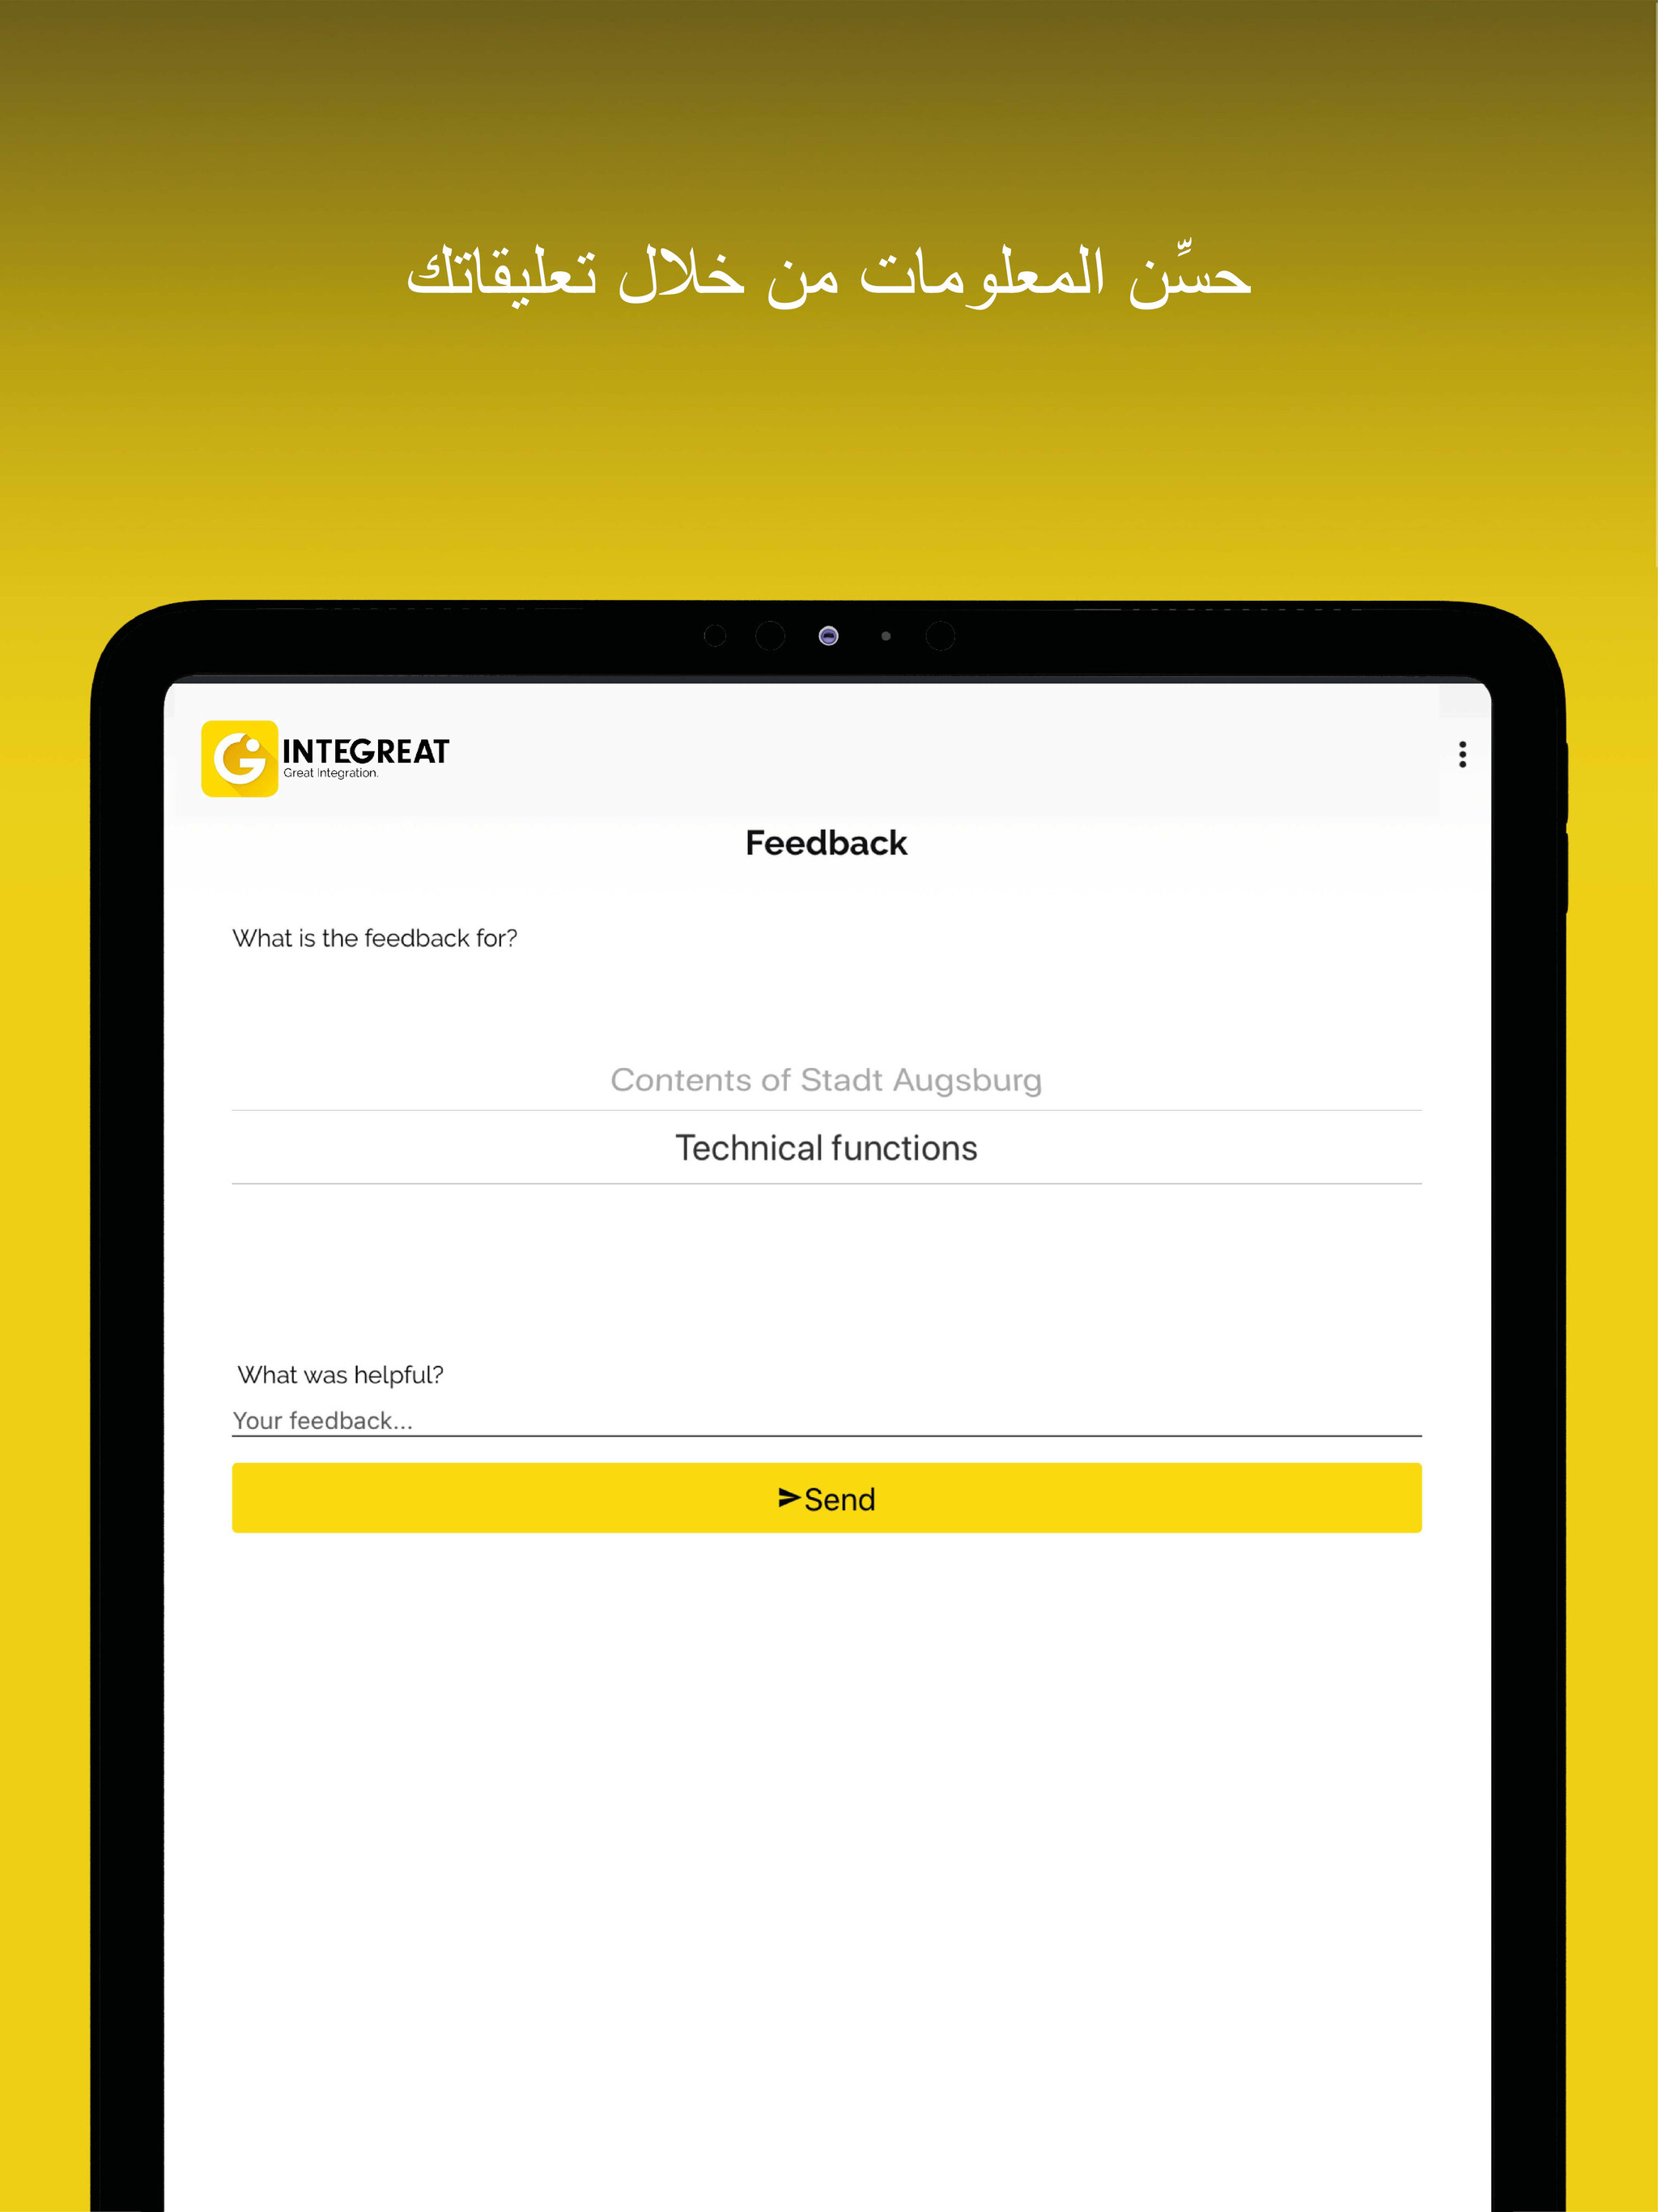 حسِّن المعلومات من خلال تعليقاتك
INTEGREAT
Great Integration.
Feedback
What is the feedback for?
Contents of Stadt Augsburg
Technical functions
What was helpful?
Your feedback...
Send